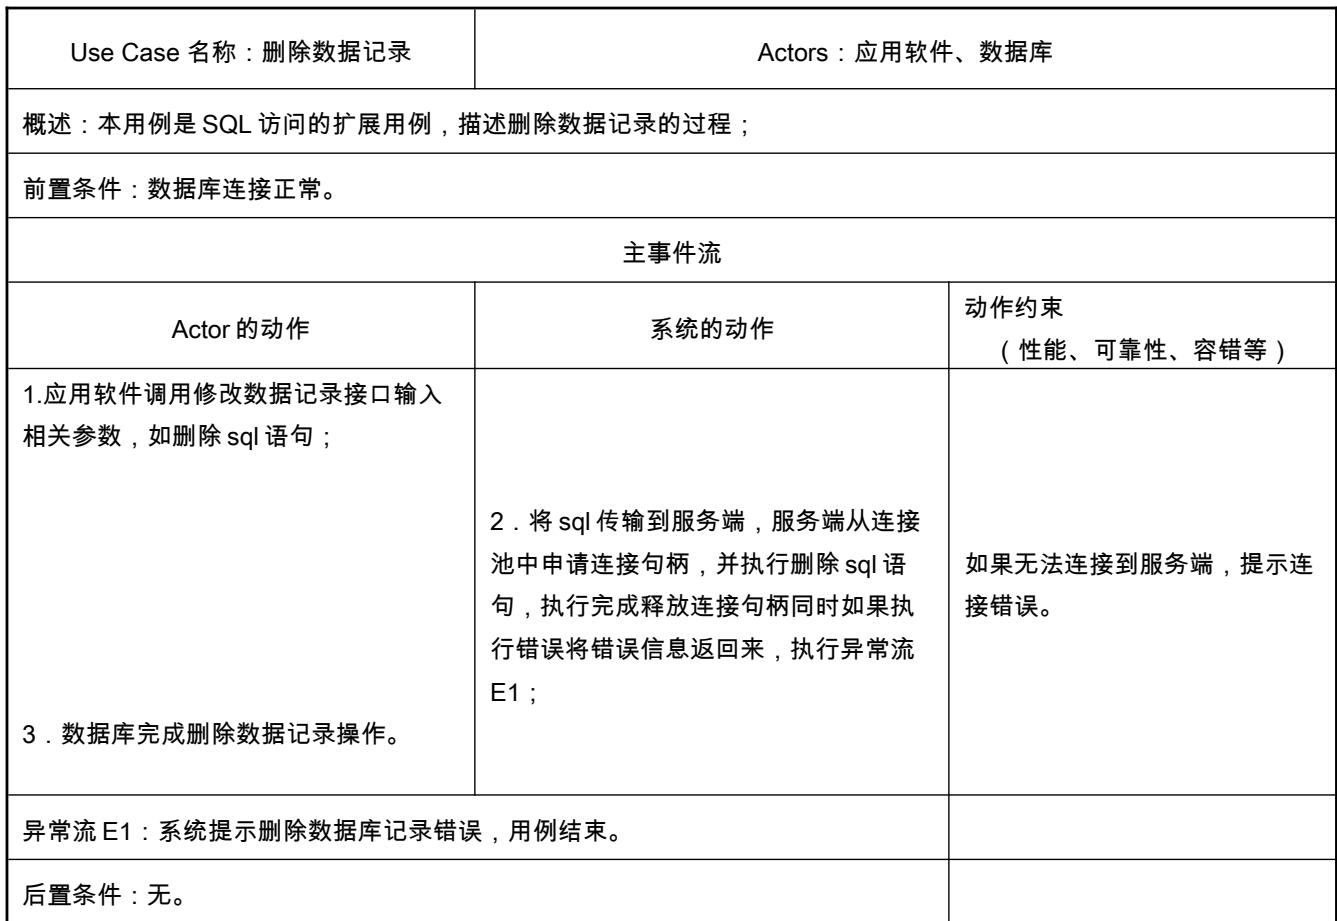 Use Case 名称：删除数据记录
Actors：应用软件、数据库
概述：本用例是 SQL 访问的扩展用例，描述删除数据记录的过程；
前置条件：数据库连接正常。
主事件流
Actor 的动作
系统的动作
动作约束
（性能、可靠性、容错等）
1.应用软件调用修改数据记录接口输入
相关参数，如删除 sql 语句；
2．将 sql 传输到服务端，服务端从连接
池中申请连接句柄，并执行删除 sql 语
句，执行完成释放连接句柄同时如果执
行错误将错误信息返回来，执行异常流
E1；
如果无法连接到服务端，提示连
接错误。
3．数据库完成删除数据记录操作。
异常流 E1：系统提示删除数据库记录错误，用例结束。
后置条件：无。